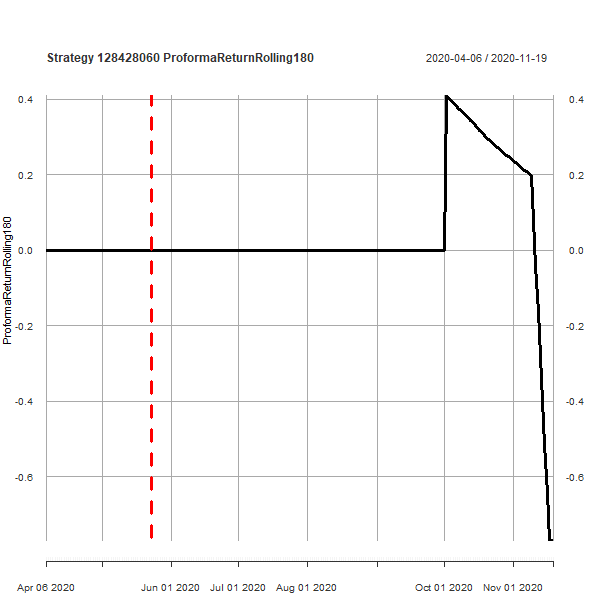 Strategy 128428060 ProformaReturnRolling180
2020-04-06 / 2020-11-19
ProformaReturnRolling180
0.4 0.4
0.2 0.2
0.0 0.0
-0.2 -0.2
-0.4 -0.4
-0.6 -0.6
Apr 06 2020 Jun 01 2020 Jul 01 2020 Aug 01 2020 Oct 01 2020 Nov 01 2020